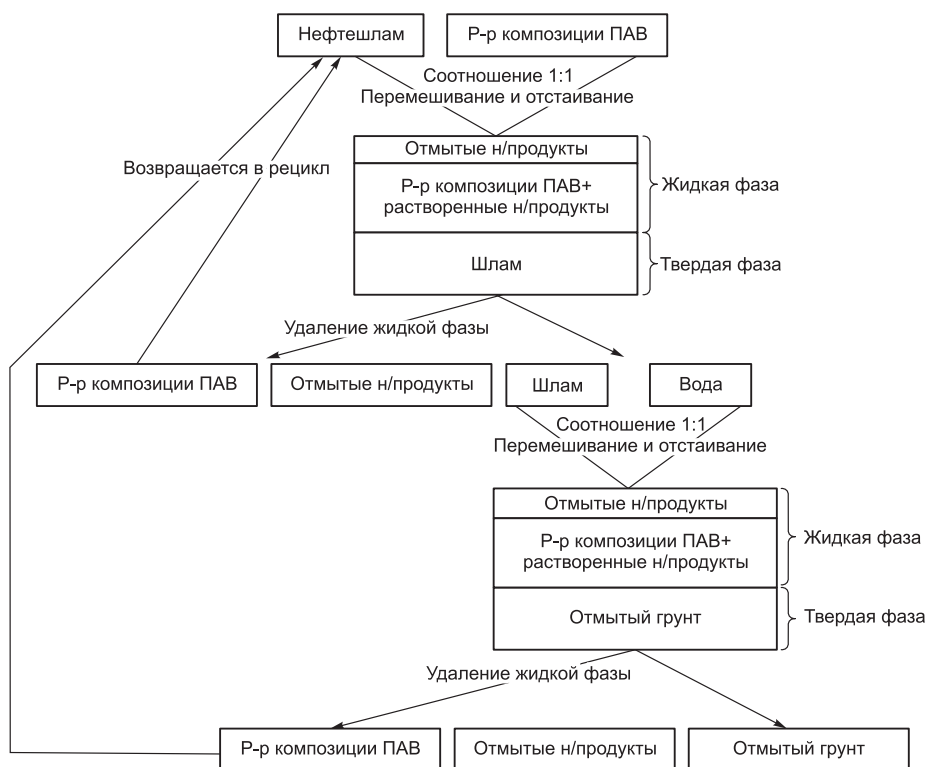 Нефтешлам
Р-р композиции ПАВ
Соотношение 1:1
Перемешивание и отстаивание
Отмытые н/продукты
Р-р композиции ПАВ+
растворенные н/продукты
Жидкая фаза
Возвращается в рецикл
Шлам
Твердая фаза
Удаление жидкой фазы
Р-р композиции ПАВ
Отмытые н/продукты
Шлам
Вода
Соотношение 1:1
Перемешивание и отстаивание
Отмытые н/продукты
Р-р композиции ПАВ+
растворенные н/продукты
Жидкая фаза
Отмытый грунт
Твердая фаза
Удаление жидкой фазы
Р-р композиции ПАВ
Отмытые н/продукты
Отмытый грунт